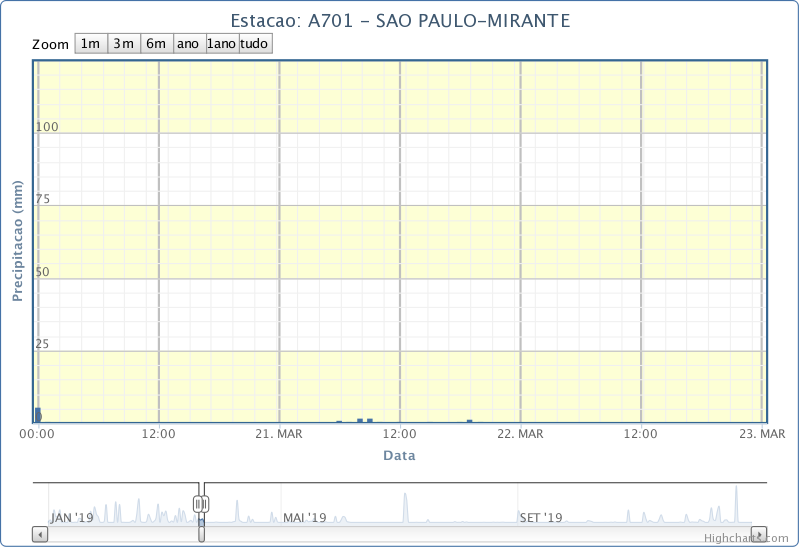 Estacao: A701 - SAO PAULO-MIRANTE
Zoom 1m 3m 6m ano 1ano tudo
100
75
50
25
0
Precipitacao (mm)
00:00 12:00 21. MAR 12:00 22. MAR 12:00 23. MAR
Data
JAN '19 MAI '19 SET '19
Highcharts.com